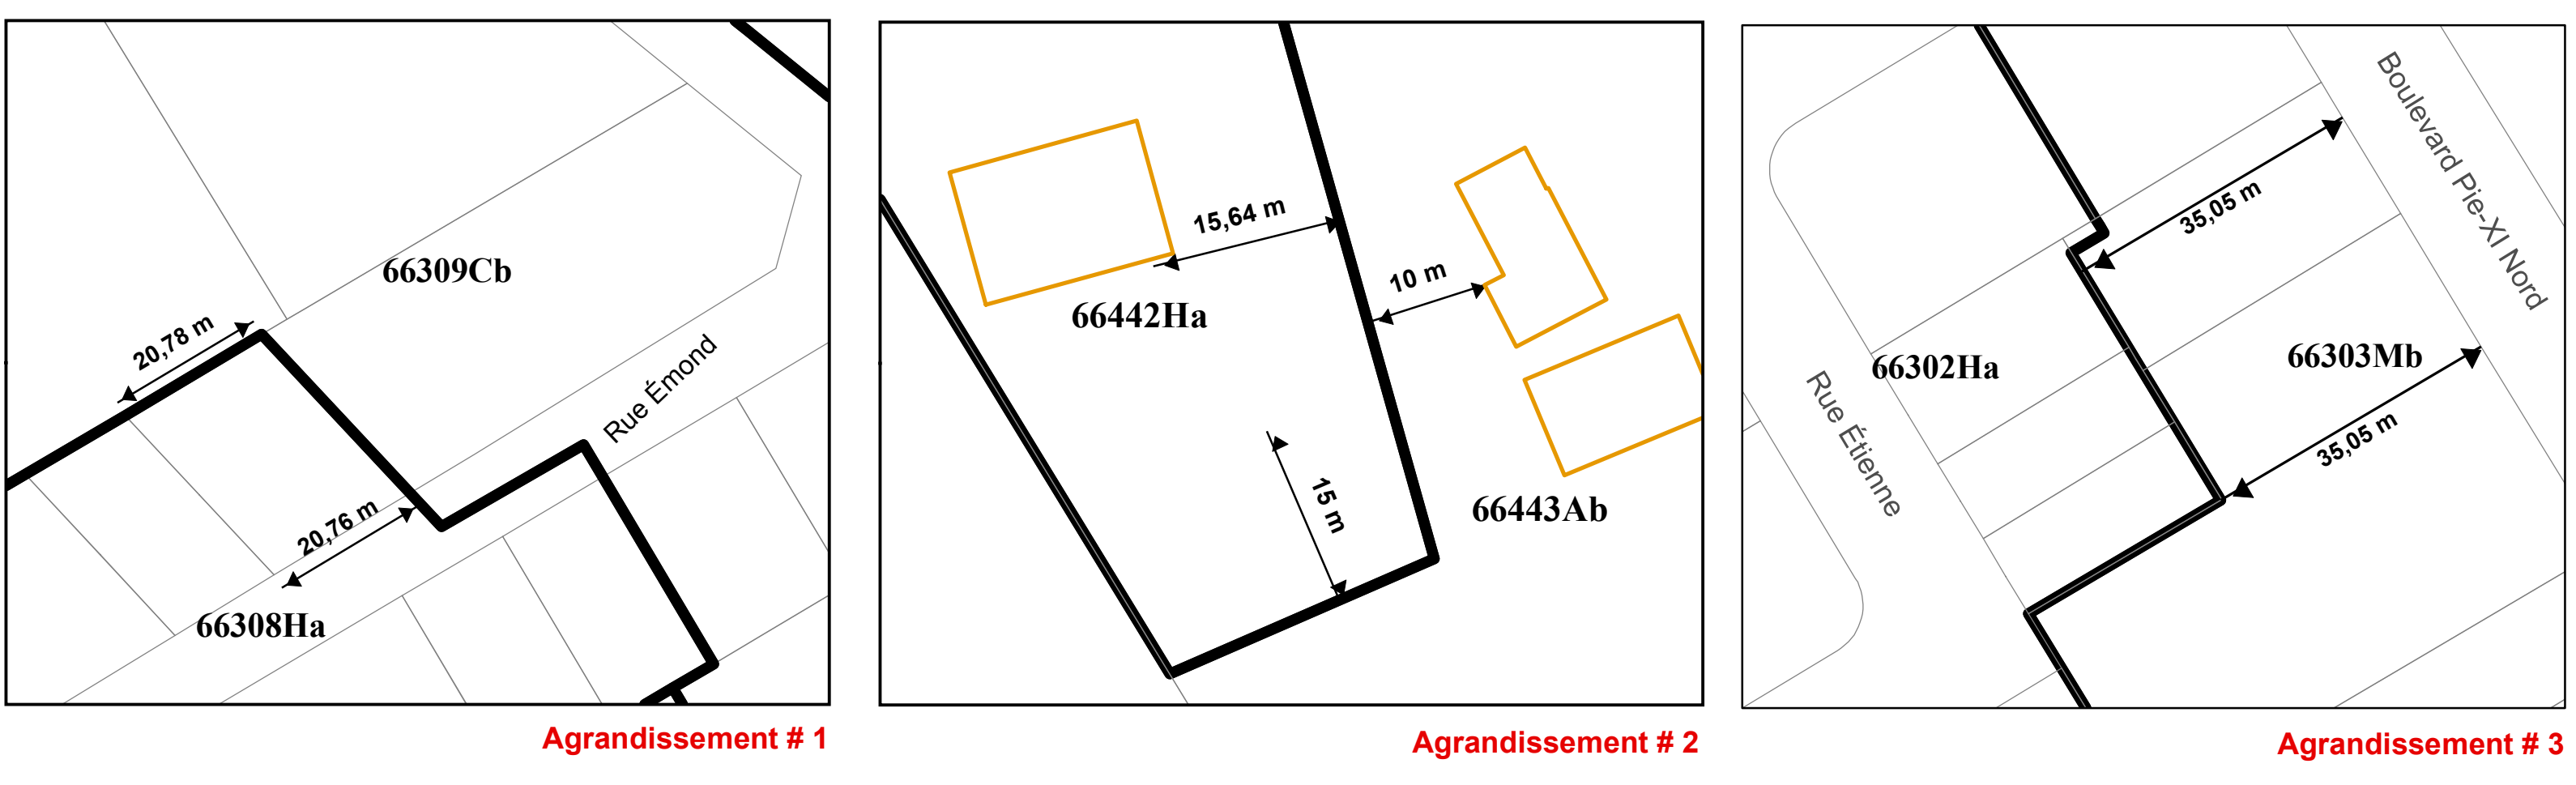 66309Cb
20,78 m
Rue Émond
20,76 m
66308Ha
Agrandissement # 1
15,64 m
10 m
66442Ha
15 m
66443Ab
Agrandissement # 2
Boulevard Pie-XI Nord
35,05 m
66302Ha
66303Mb
Rue Étienne
35,05 m
Agrandissement # 3